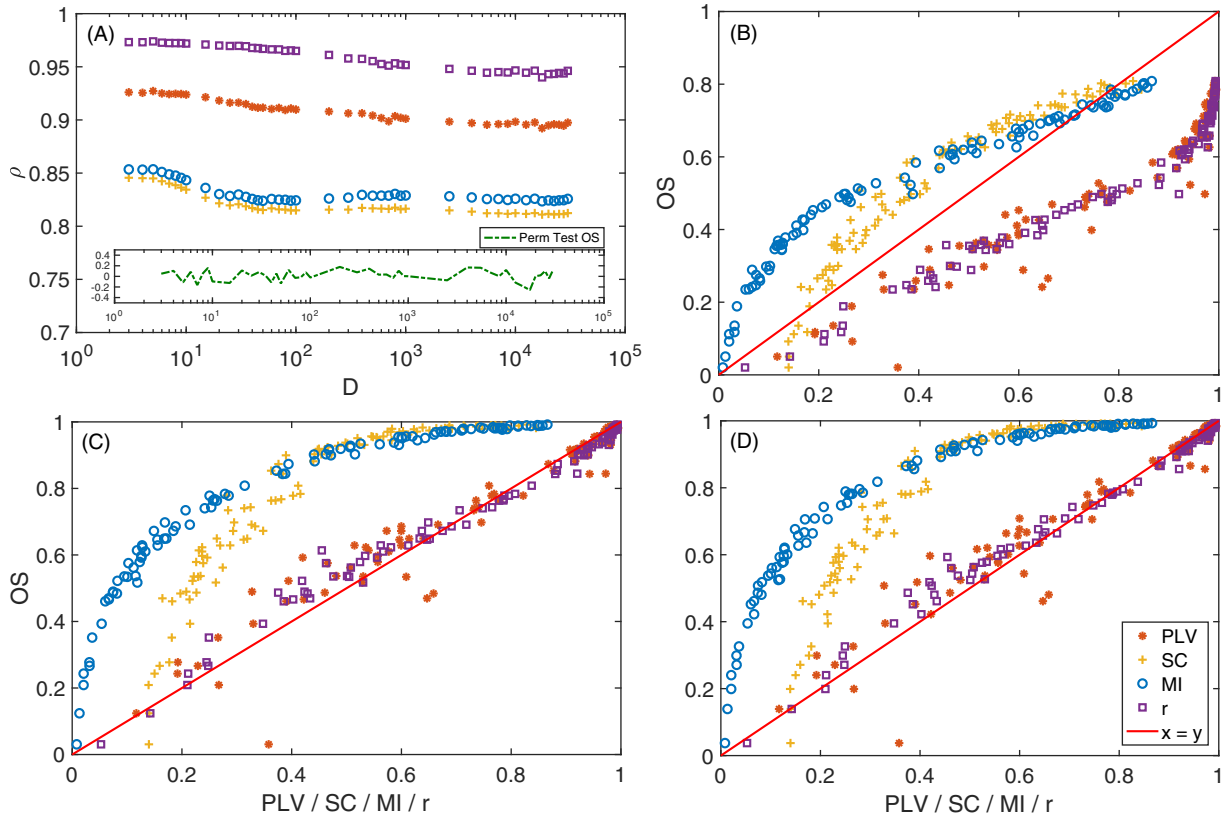 (A)
1
0.95
0.9
0.85
0.8
0.75
0.7
ρ
Perm Test OS
0.4
0.2
0
-0.2
-0.4
10^0 10^1 10^2 10^3 10^4 10^5
10^0 10^1 10^2 10^3 10^4 10^5
D
(B)
1
0.8
0.6
0.4
0.2
0
OS
0 0.2 0.4 0.6 0.8 1
(C)
1
0.8
0.6
0.4
0.2
0
OS
0 0.2 0.4 0.6 0.8 1
PLV / SC / MI / r
(D)
1
0.8
0.6
0.4
0.2
0
PLV
SC
MI
r
x = y
0 0.2 0.4 0.6 0.8 1
PLV / SC / MI / r